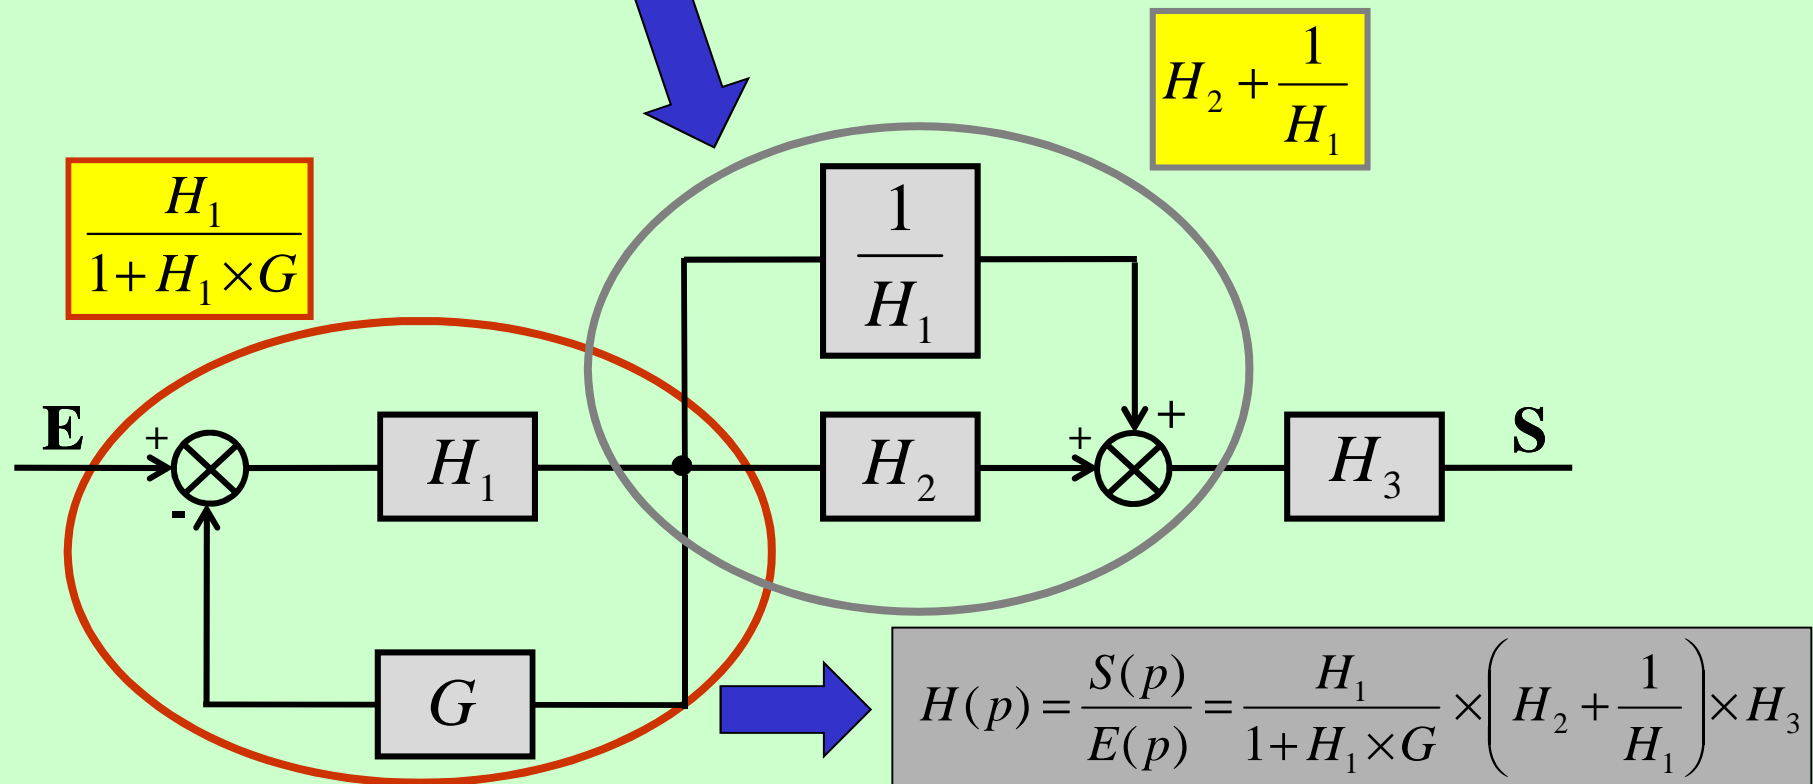 H₂ + 1/H₁
H₁/(1 + H₁ × G)
1/H₁
+
E
+
H₁
H₂
+
H₃
S
-
G
H(p) = S(p)/E(p) = H₁/(1 + H₁ × G) × (H₂ + 1/H₁) × H₃